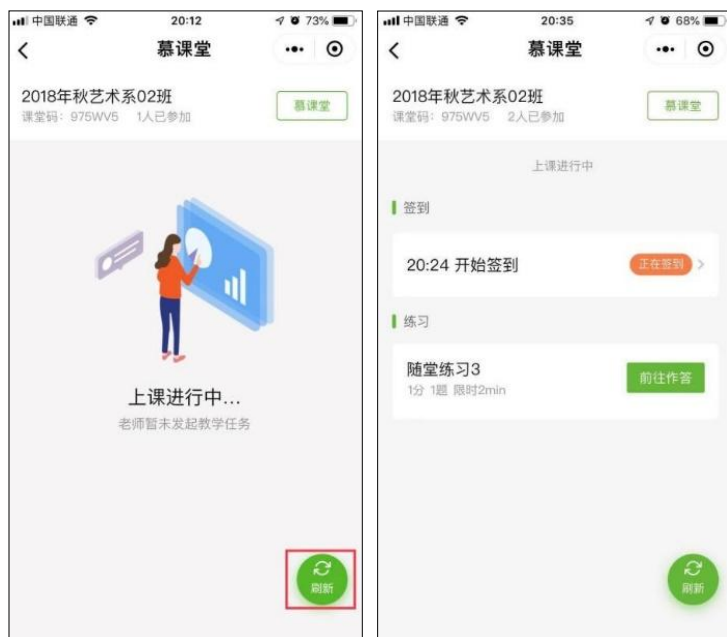 中国联通 20:12 73%
慕课堂
2018年秋艺术系02班
课堂码：975WV5 1人已参加
慕课堂
上课进行中...
老师暂未发起教学任务
刷新
中国联通 20:35 68%
慕课堂
2018年秋艺术系02班
课堂码：975WV5 2人已参加
慕课堂
上课进行中
签到
20:24 开始签到
正在签到
练习
随堂练习3
1分 1题 限时2min
前往作答
刷新